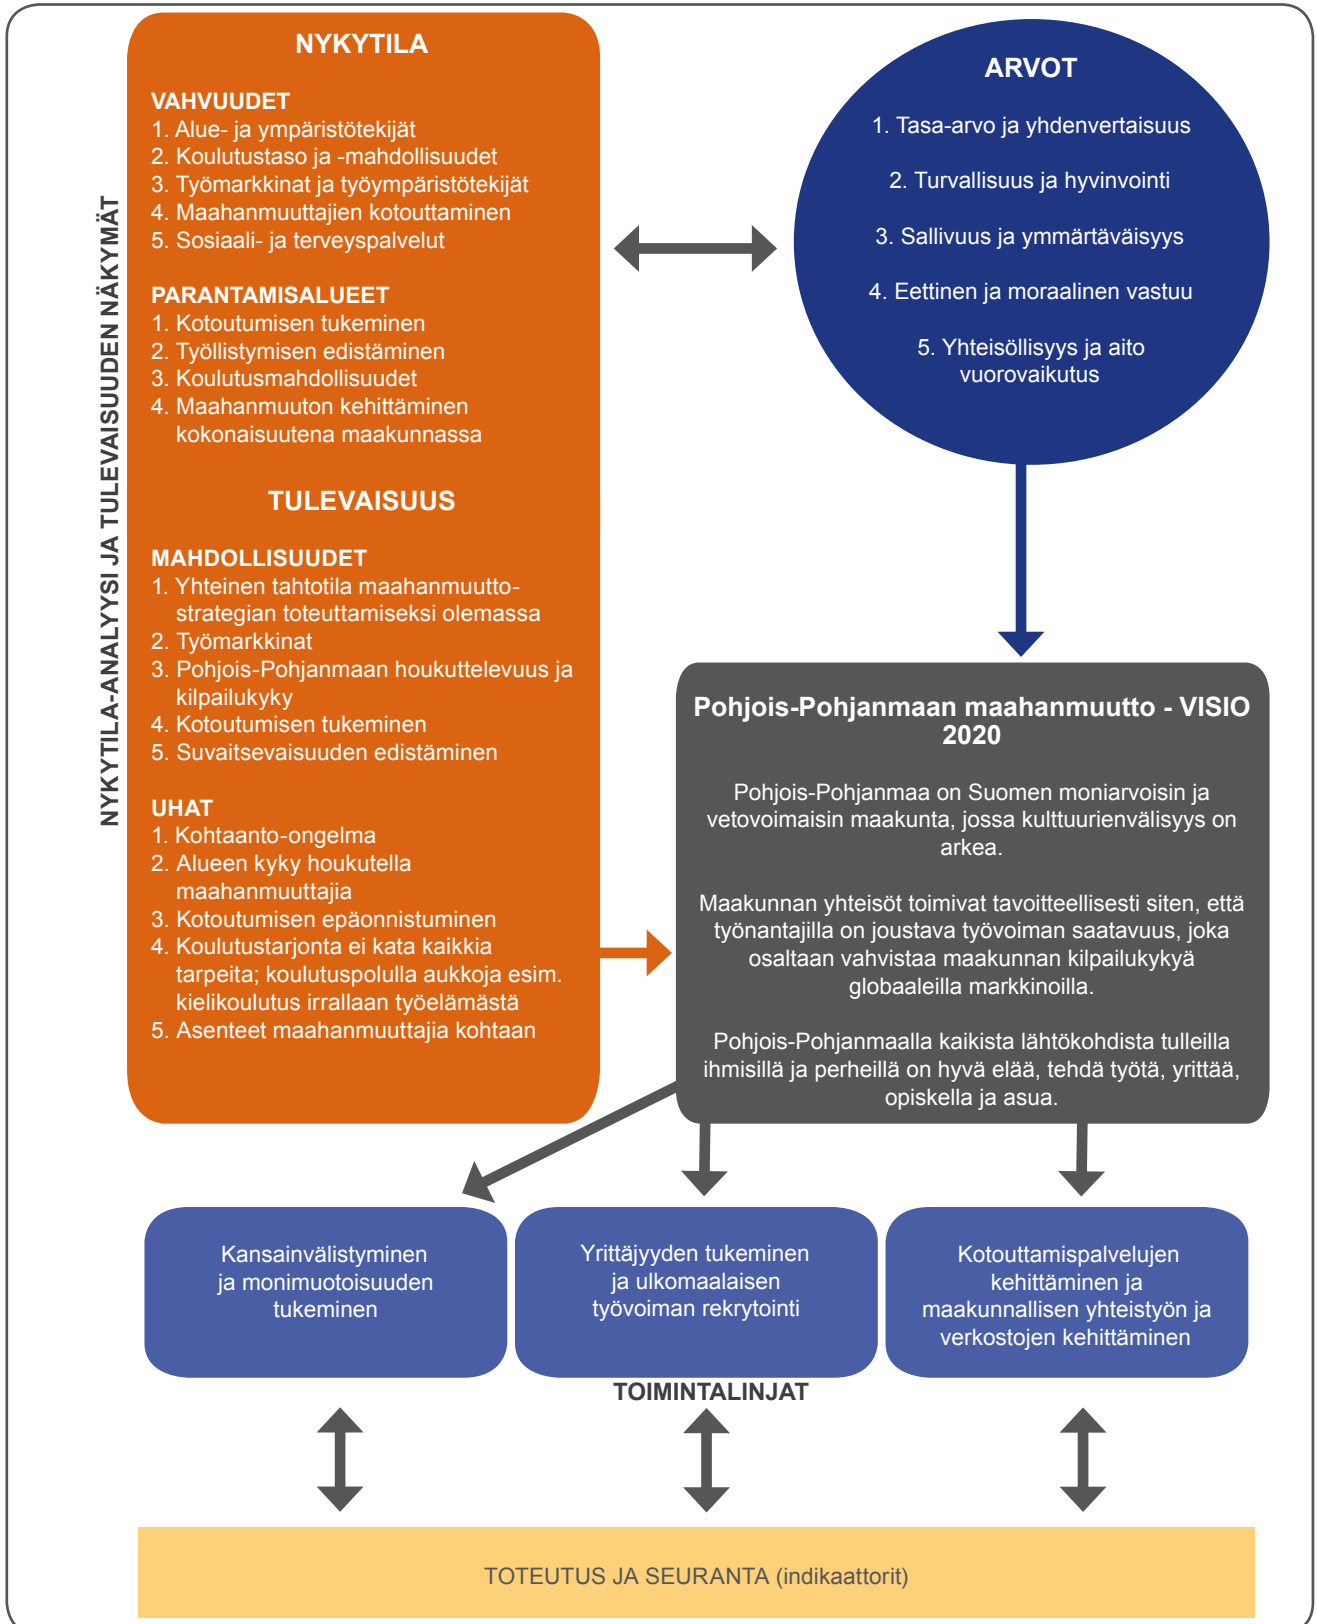 NYKYTILA-ANALYYSI JA TULEVAISUUDEN NÄKYMÄT
NYKYTILA
VAHVUUDET
1. Alue- ja ympäristötekijät
2. Koulutustaso ja -mahdollisuudet
3. Työmarkkinat ja työympäristötekijät
4. Maahanmuuttajien kotouttaminen
5. Sosiaali- ja terveyspalvelut
PARANTAMISALUEET
1. Kotoutumisen tukeminen
2. Työllistymisen edistäminen
3. Koulutusmahdollisuudet
4. Maahanmuuton kehittäminen
kokonaisuutena maakunnassa
TULEVAISUUS
MAHDOLLISUUDET
1. Yhteinen tahtotila maahanmuutto-
strategian toteuttamiseksi olemassa
2. Työmarkkinat
3. Pohjois-Pohjanmaan houkuttelevuus ja
kilpailukyky
4. Kotoutumisen tukeminen
5. Suvaitsevaisuuden edistäminen
UHAT
1. Kohtaanto-ongelma
2. Alueen kyky houkutella
maahanmuuttajia
3. Kotoutumisen epäonnistuminen
4. Koulutustarjonta ei kata kaikkia
tarpeita; koulutuspolulla aukkoja esim.
kielikoulutus irrallaan työelämästä
5. Asenteet maahanmuuttajia kohtaan
ARVOT
1. Tasa-arvo ja yhdenvertaisuus
2. Turvallisuus ja hyvinvointi
3. Sallivuus ja ymmärtäväisyys
4. Eettinen ja moraalinen vastuu
5. Yhteisöllisyys ja aito
vuorovaikutus
Pohjois-Pohjanmaan maahanmuutto - VISIO
2020
Pohjois-Pohjanmaa on Suomen moniarvoisin ja
vetovoimaisin maakunta, jossa kulttuurienvälisyys on
arkea.
Maakunnan yhteisöt toimivat tavoitteellisesti siten, että
työnantajilla on joustava työvoiman saatavuus, joka
osaltaan vahvistaa maakunnan kilpailukykyä
globaaleilla markkinoilla.
Pohjois-Pohjanmaalla kaikista lähtökohdista tulleilla
ihmisillä ja perheillä on hyvä elää, tehdä työtä, yrittää,
opiskella ja asua.
Kansainvälistyminen
ja monimuotoisuuden
tukeminen
Yrittäjyyden tukeminen
ja ulkomaalaisen
työvoiman rekrytointi
Kotouttamispalvelujen
kehittäminen ja
maakunnallisen yhteistyön ja
verkostojen kehittäminen
TOIMINTALINJAT
TOTEUTUS JA SEURANTA (indikaattorit)